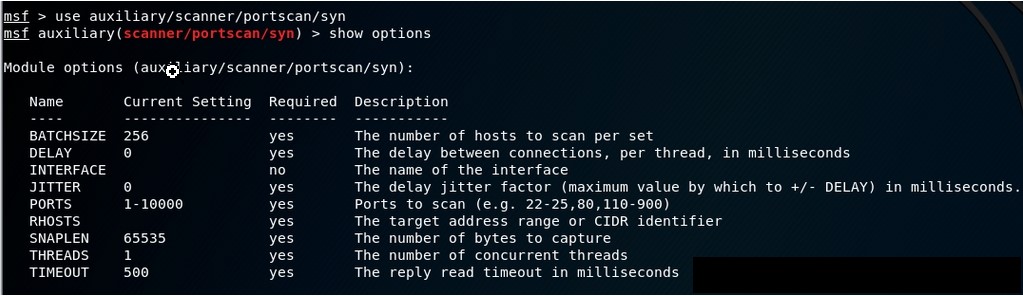 msf > use auxiliary/scanner/portscan/syn
msf auxiliary(scanner/portscan/syn) > show options
Module options (auxiliary/scanner/portscan/syn):
Name Current Setting Required Description
---- --------------- -------- -----------
BATCHSIZE 256 yes The number of hosts to scan per set
DELAY 0 yes The delay between connections, per thread, in milliseconds
INTERFACE no The name of the interface
JITTER 0 yes The delay jitter factor (maximum value by which to +/- DELAY) in milliseconds.
PORTS 1-10000 yes Ports to scan (e.g. 22-25,80,110-900)
RHOSTS yes The target address range or CIDR identifier
SNAPLEN 65535 yes The number of bytes to capture
THREADS 1 yes The number of concurrent threads
TIMEOUT 500 yes The reply read timeout in milliseconds